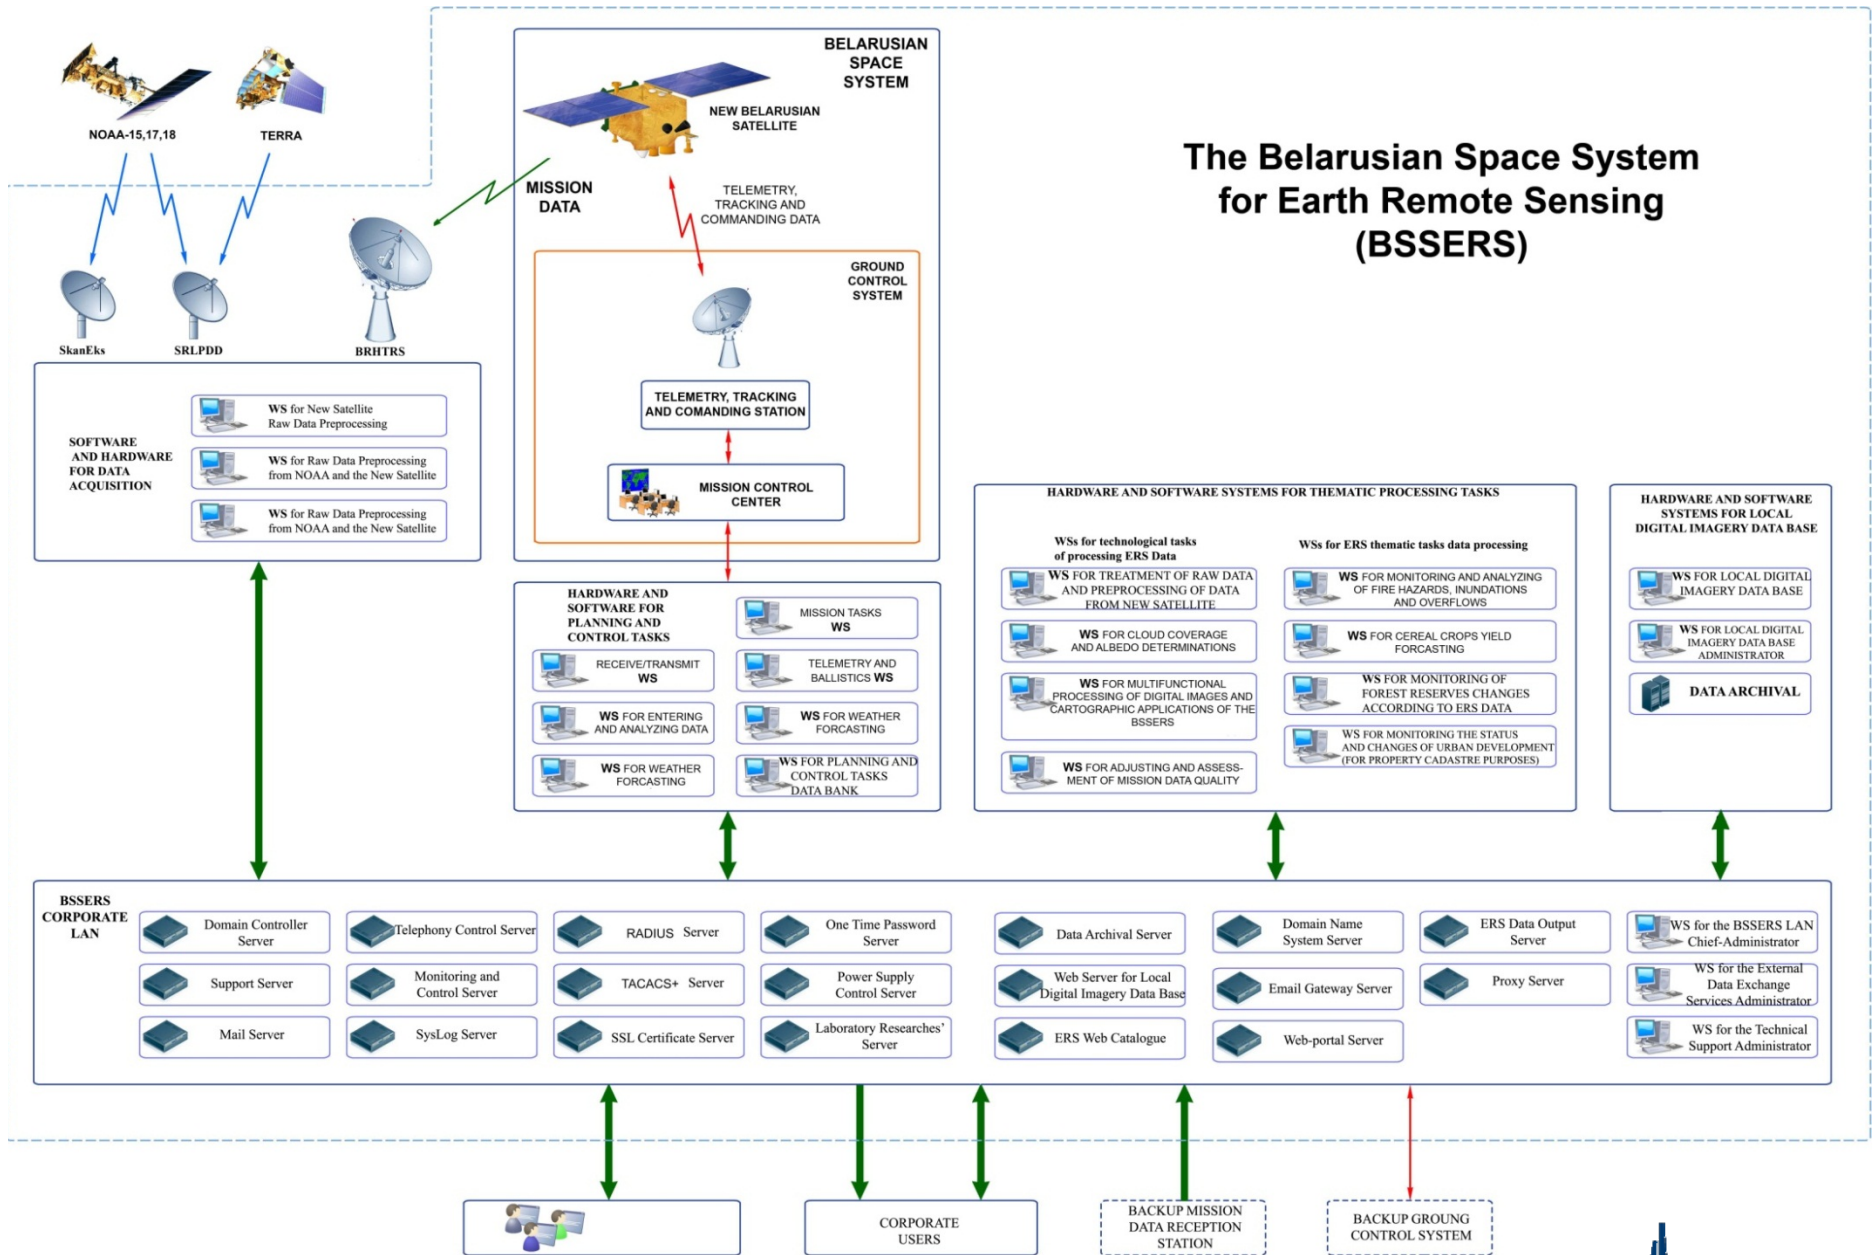 BELARUSIAN
SPACE
SYSTEM
NEW BELARUSIAN
SATELLITE
NOAA-15,17,18
TERRA
The Belarusian Space System
for Earth Remote Sensing
(BSSERS)
MISSION
DATA
TELEMETRY,
TRACKING AND
COMMANDING DATA
GROUND
CONTROL
SYSTEM
SkanEks
SRLPDD
BRHTRS
SOFTWARE
AND HARDWARE
FOR DATA
ACQUISITION
WS for New Satellite
Raw Data Preprocessing
WS for Raw Data Preprocessing
from NOAA and the New Satellite
WS for Raw Data Preprocessing
from NOAA and the New Satellite
TELEMETRY, TRACKING
AND COMANDING STATION
MISSION CONTROL
CENTER
HARDWARE AND
SOFTWARE FOR
PLANNING AND
CONTROL TASKS
MISSION TASKS
WS
RECEIVE/TRANSMIT
WS
TELEMETRY AND
BALLISTICS WS
WS FOR ENTERING
AND ANALYZING DATA
WS FOR WEATHER
FORCASTING
WS FOR WEATHER
FORCASTING
WS FOR PLANNING AND
CONTROL TASKS
DATA BANK
HARDWARE AND SOFTWARE SYSTEMS FOR THEMATIC PROCESSING TASKS
WSs for technological tasks
of processing ERS Data
WS FOR TREATMENT OF RAW DATA
AND PREPROCESSING OF DATA
FROM NEW SATELLITE
WS FOR CLOUD COVERAGE
AND ALBEDO DETERMINATIONS
WS FOR MULTIFUNCTIONAL
PROCESSING OF DIGITAL IMAGES AND
CARTOGRAPHIC APPLICATIONS OF THE
BSSERS
WS FOR ADJUSTING AND ASSESS-
MENT OF MISSION DATA QUALITY
WSs for ERS thematic tasks data processing
WS FOR MONITORING AND ANALYZING
OF FIRE HAZARDS, INUNDATIONS
AND OVERFLOWS
WS FOR CEREAL CROPS YIELD
FORCASTING
WS FOR MONITORING OF
FOREST RESERVES CHANGES
ACCORDING TO ERS DATA
WS FOR MONITORING THE STATUS
AND CHANGES OF URBAN DEVELOPMENT
(FOR PROPERTY CADASTRE PURPOSES)
HARDWARE AND SOFTWARE
SYSTEMS FOR LOCAL
DIGITAL IMAGERY DATA BASE
WS FOR LOCAL DIGITAL
IMAGERY DATA BASE
WS FOR LOCAL DIGITAL
IMAGERY DATA BASE
ADMINISTRATOR
DATA ARCHIVAL
BSSERS
CORPORATE
LAN
Domain Controller
Server
Telephony Control Server
RADIUS Server
One Time Password
Server
Data Archival Server
Domain Name
System Server
ERS Data Output
Server
WS for the BSSERS LAN
Chief-Administrator
Support Server
Monitoring and
Control Server
TACACS+ Server
Power Supply
Control Server
Web Server for Local
Digital Imagery Data Base
Email Gateway Server
Proxy Server
WS for the External
Data Exchange
Services Administrator
Mail Server
SysLog Server
SSL Certificate Server
Laboratory Researches'
Server
ERS Web Catalogue
Web-portal Server
WS for the Technical
Support Administrator
CORPORATE
USERS
BACKUP MISSION
DATA RECEPTION
STATION
BACKUP GROUNG
CONTROL SYSTEM